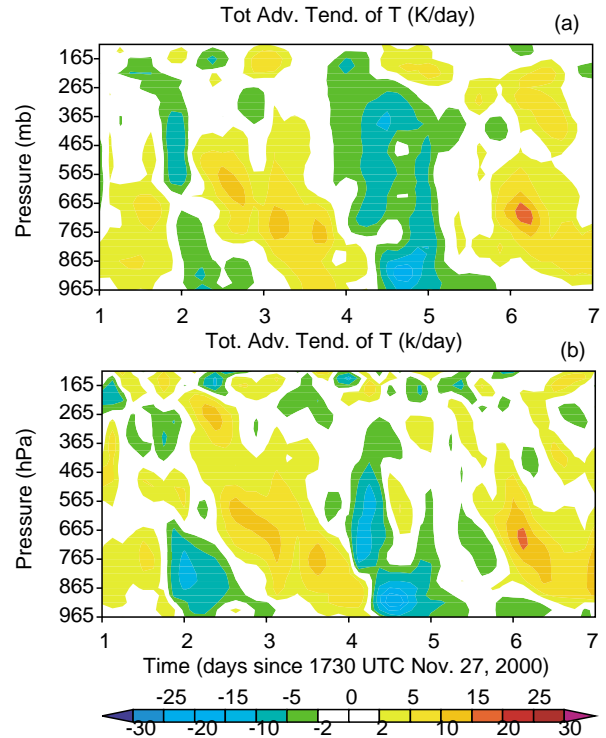 Tot Adv. Tend. of T (K/day) (a)
165
265
365
465
565
665
765
865
965
Pressure (mb)
1 2 3 4 5 6 7
Tot. Adv. Tend. of T (k/day) (b)
165
265
365
465
565
665
765
865
965
Pressure (hPa)
1 2 3 4 5 6 7
Time (days since 1730 UTC Nov. 27, 2000)
-25 -15 -5 0 5 15 25
-30 -20 -10 -2 2 10 20 30